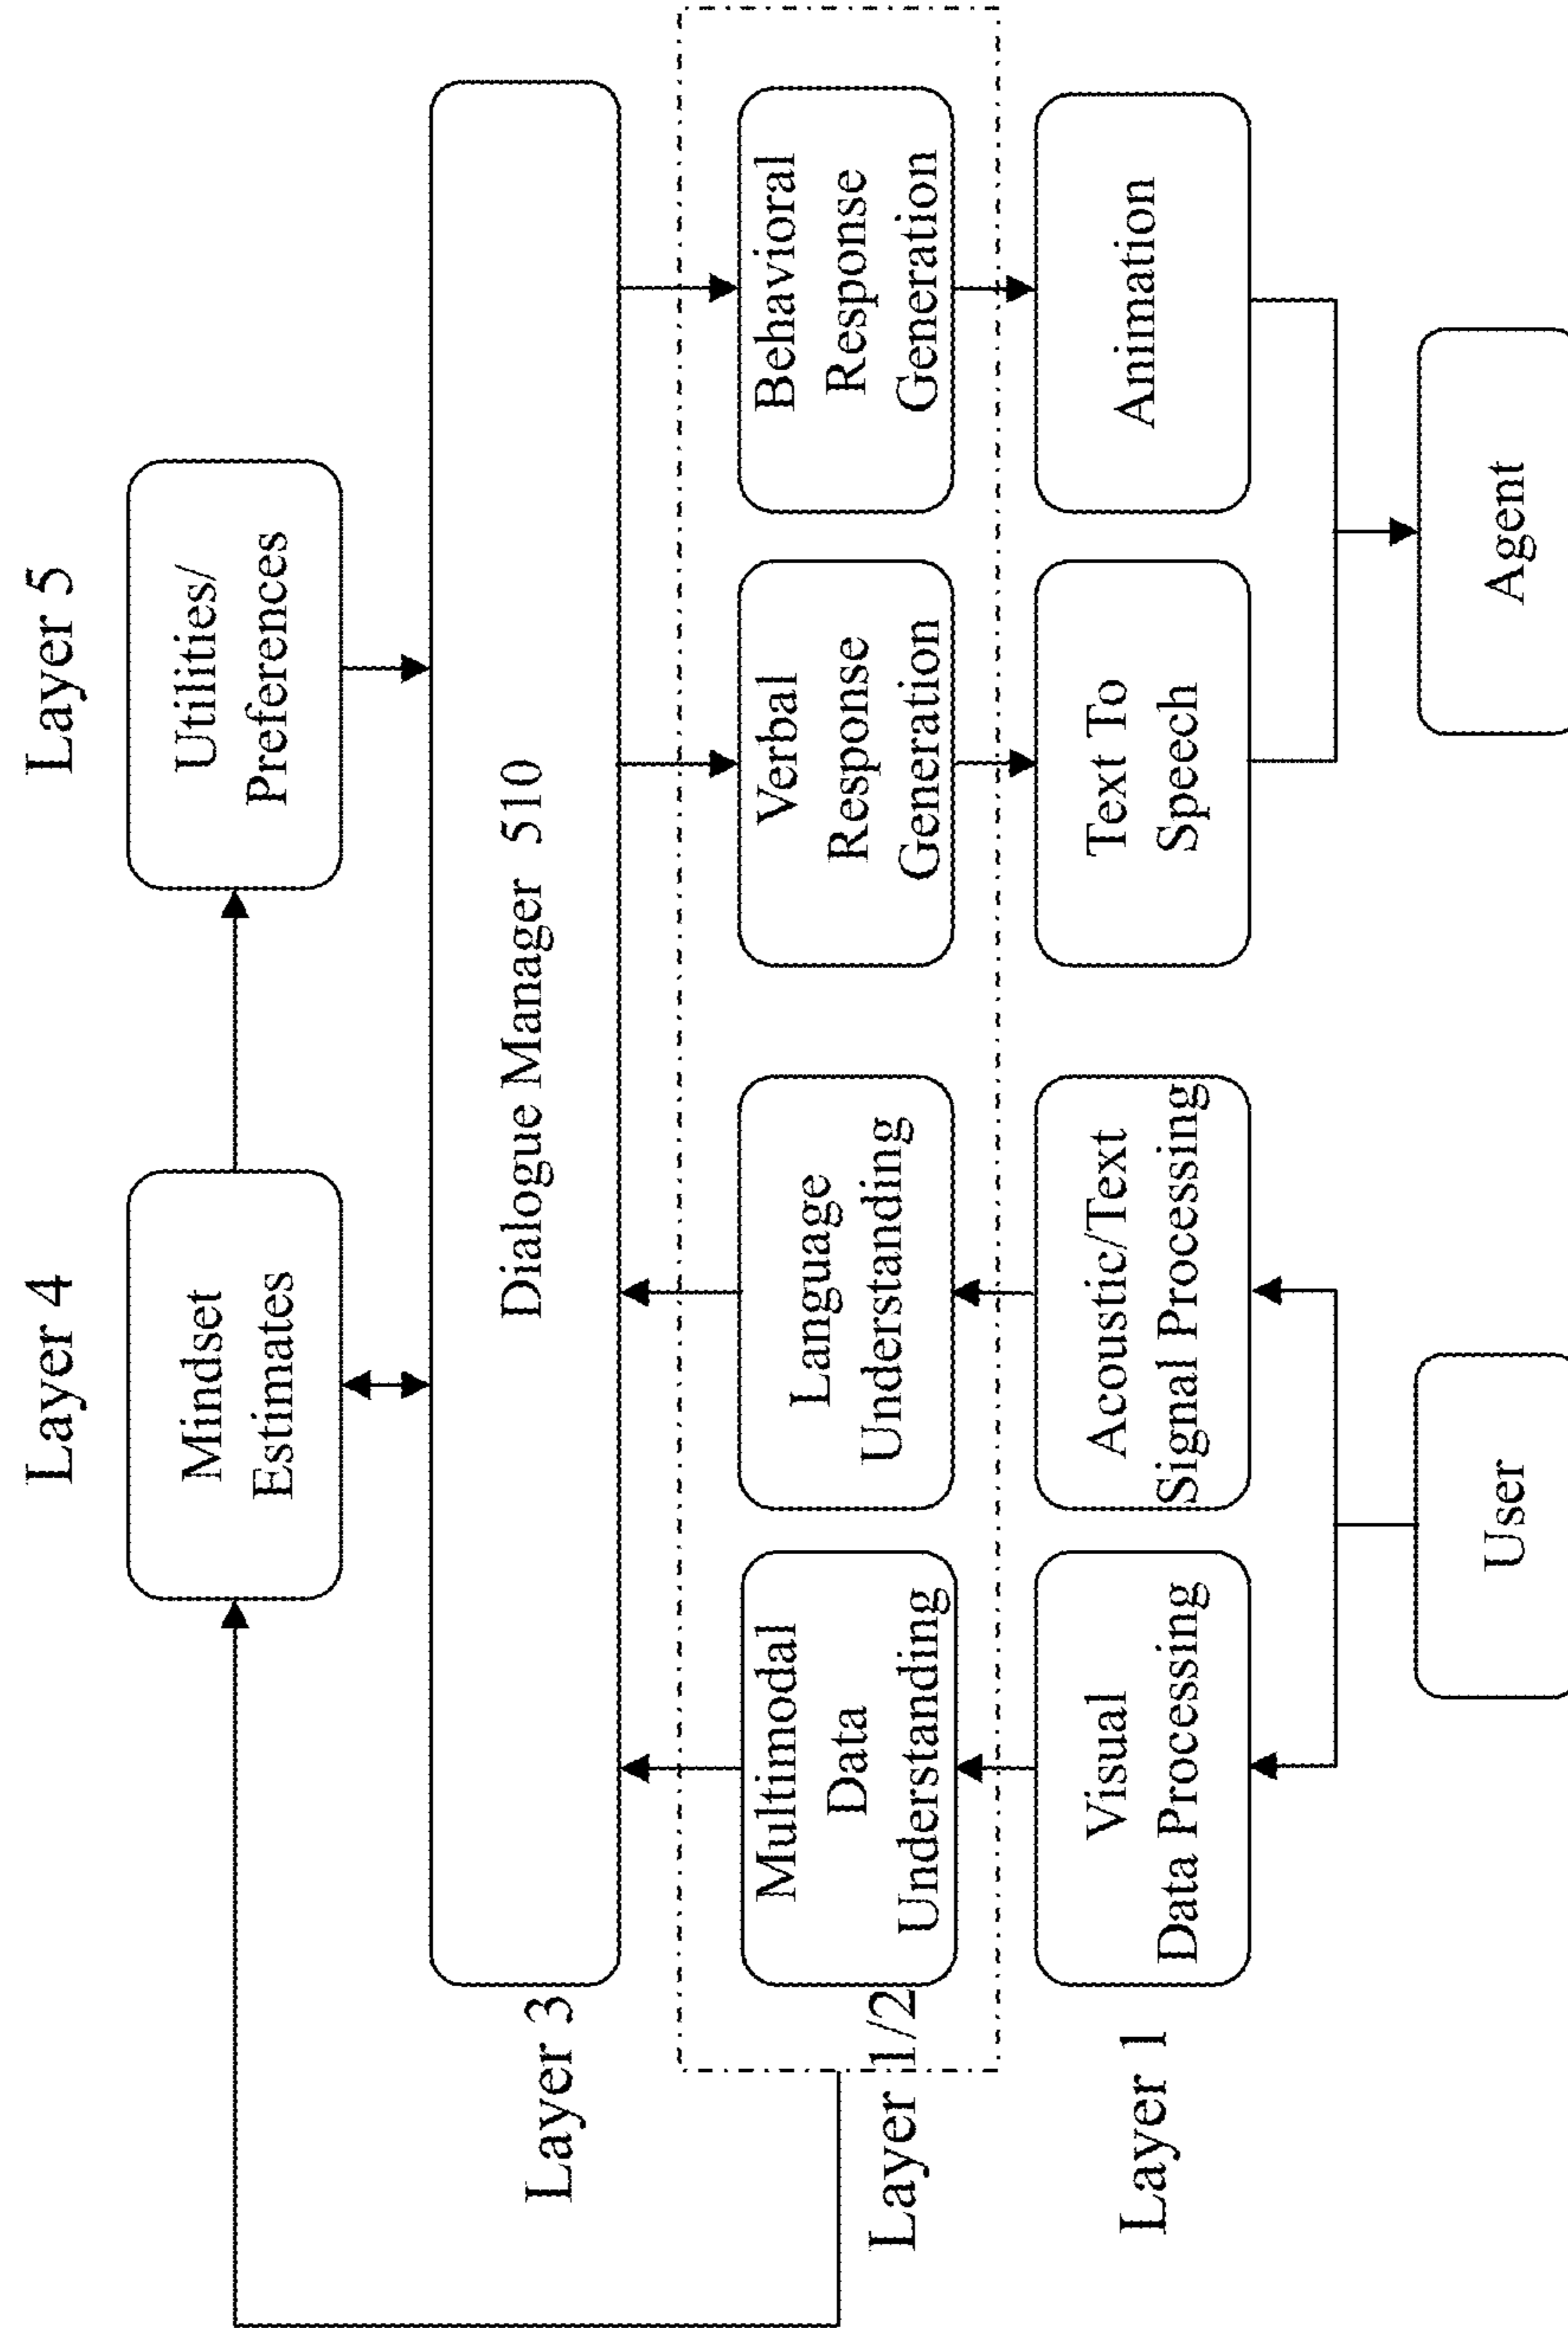 Layer 4
Layer 5
Mindset
Estimates
Utilities/
Preferences
Layer 3
Dialogue Manager 510
Layer 1/2
Multimodal
Data
Understanding
Language
Understanding
Verbal
Response
Generation
Behavioral
Response
Generation
Layer 1
Visual
Data Processing
Acoustic/Text
Signal Processing
Text To
Speech
Animation
User
Agent